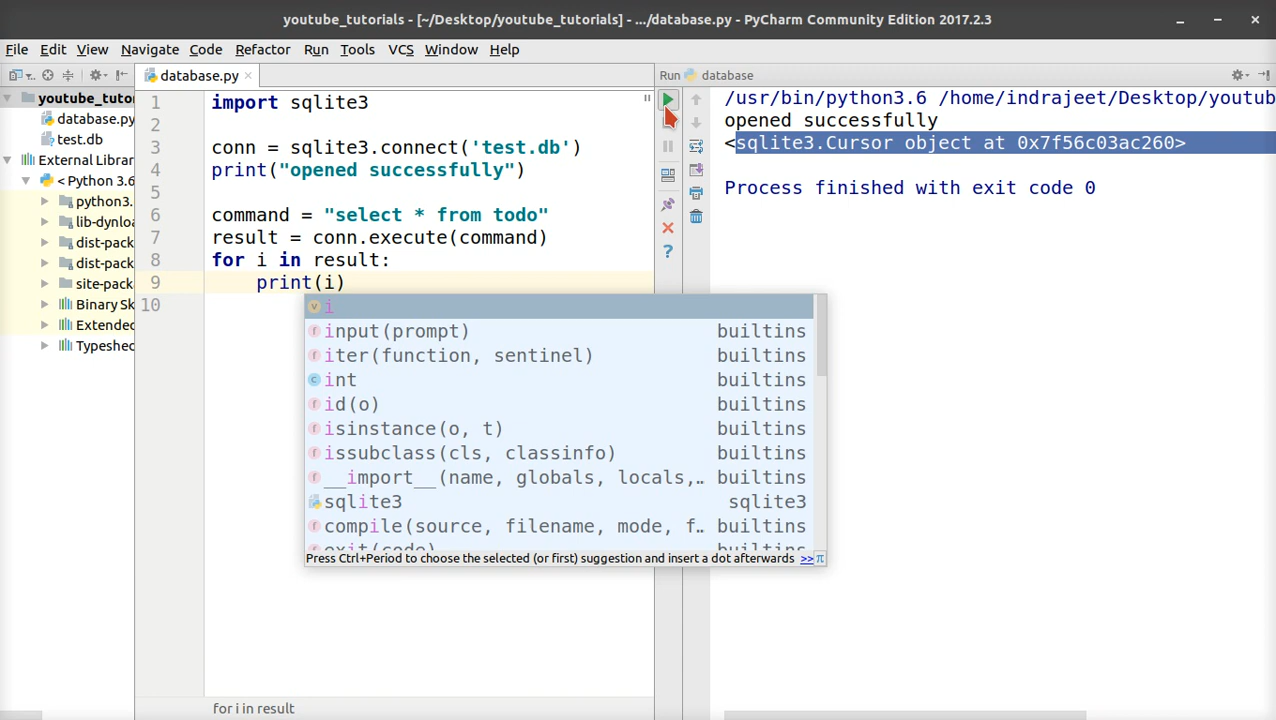 youtube_tutorials - [~/Desktop/youtube_tutorials] - .../database.py - PyCharm Community Edition 2017.2.3
File Edit View Navigate Code Refactor Run Tools VCS Window Help
database.py
Run database
youtube_tutor
database.py
test.db
External Librar
< Python 3.6
python3.
lib-dynloa
dist-pack
dist-pack
site-pack
Binary Sk
Extended
Typeshed
1 import sqlite3
2
3 conn = sqlite3.connect('test.db')
4 print("opened successfully")
5
6 command = "select * from todo"
7 result = conn.execute(command)
8 for i in result:
9 print(i)
10
i
input(prompt) builtins
iter(function, sentinel) builtins
int builtins
id(o) builtins
isinstance(o, t) builtins
issubclass(cls, classinfo) builtins
__import__(name, globals, locals,.. builtins
sqlite3 sqlite3
compile(source, filename, mode, f.. builtins
exit(code) builtins
Press Ctrl+Period to choose the selected (or first) suggestion and insert a dot afterwards >> π
for i in result
/usr/bin/python3.6 /home/indrajeet/Desktop/youtub
opened successfully
<sqlite3.Cursor object at 0x7f56c03ac260>
Process finished with exit code 0